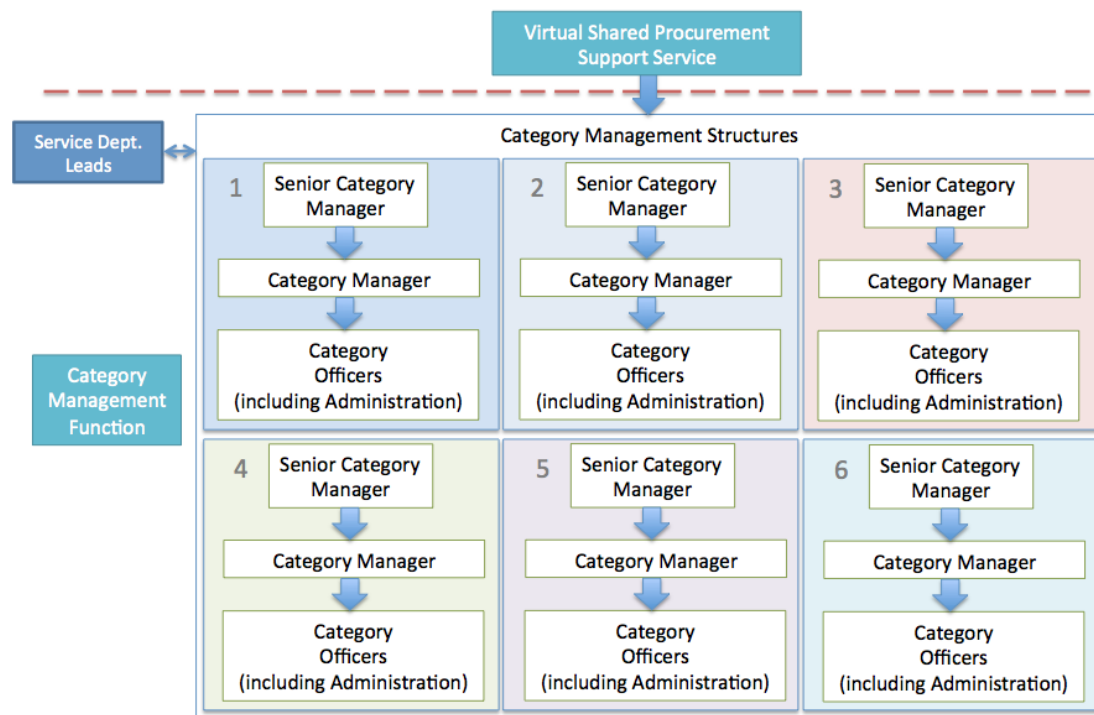 Virtual Shared Procurement
Support Service
Service Dept.
Leads
Category Management Structures
1
Senior Category
Manager
Category Manager
Category
Officers
(including Administration)
2
Senior Category
Manager
Category Manager
Category
Officers
(including Administration)
3
Senior Category
Manager
Category Manager
Category
Officers
(including Administration)
Category
Management
Function
4
Senior Category
Manager
Category Manager
Category
Officers
(including Administration)
5
Senior Category
Manager
Category Manager
Category
Officers
(including Administration)
6
Senior Category
Manager
Category Manager
Category
Officers
(including Administration)